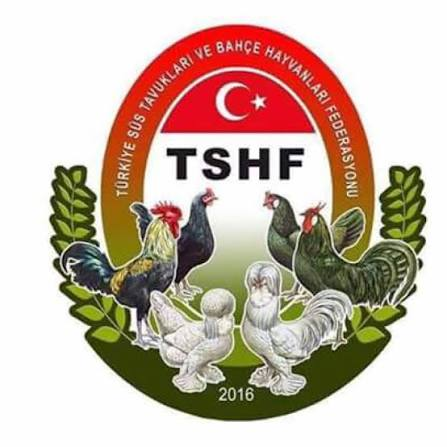 TÜRKİYE SÜS TAVUKLARI VE BAHÇE HAYVANLARI FEDERASYONU
TSHF
2016